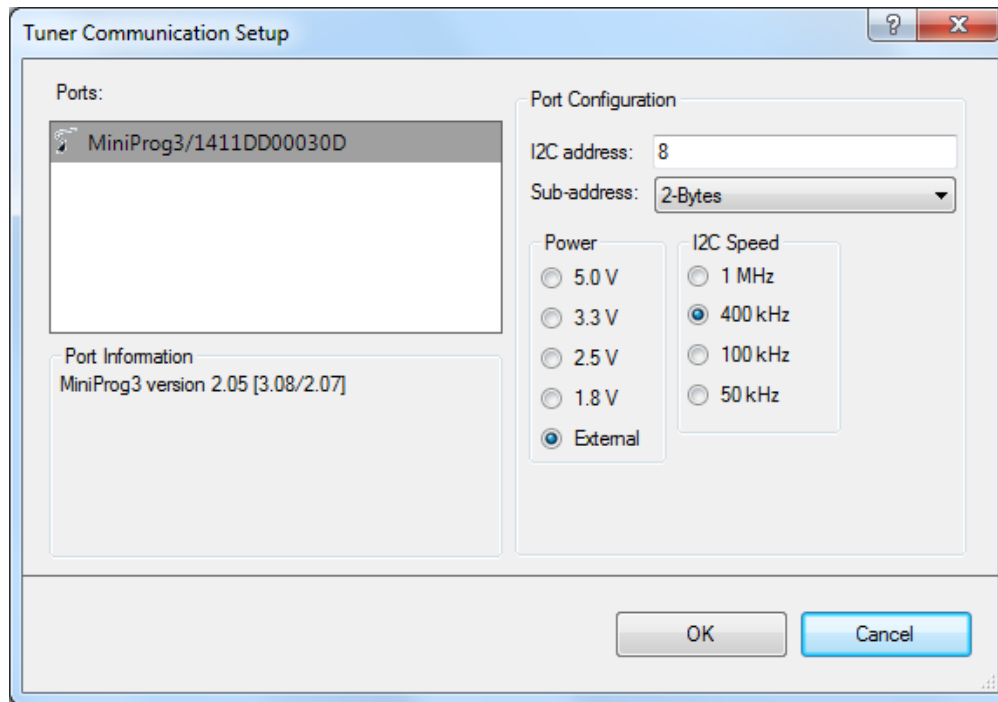 Tuner Communication Setup
Ports:
MiniProg3/1411DD00030D
Port Information
MiniProg3 version 2.05 [3.08/2.07]
Port Configuration
I2C address: 8
Sub-address: 2-Bytes
Power
5.0 V
3.3 V
2.5 V
1.8 V
External
I2C Speed
1 MHz
400 kHz
100 kHz
50 kHz
OK
Cancel